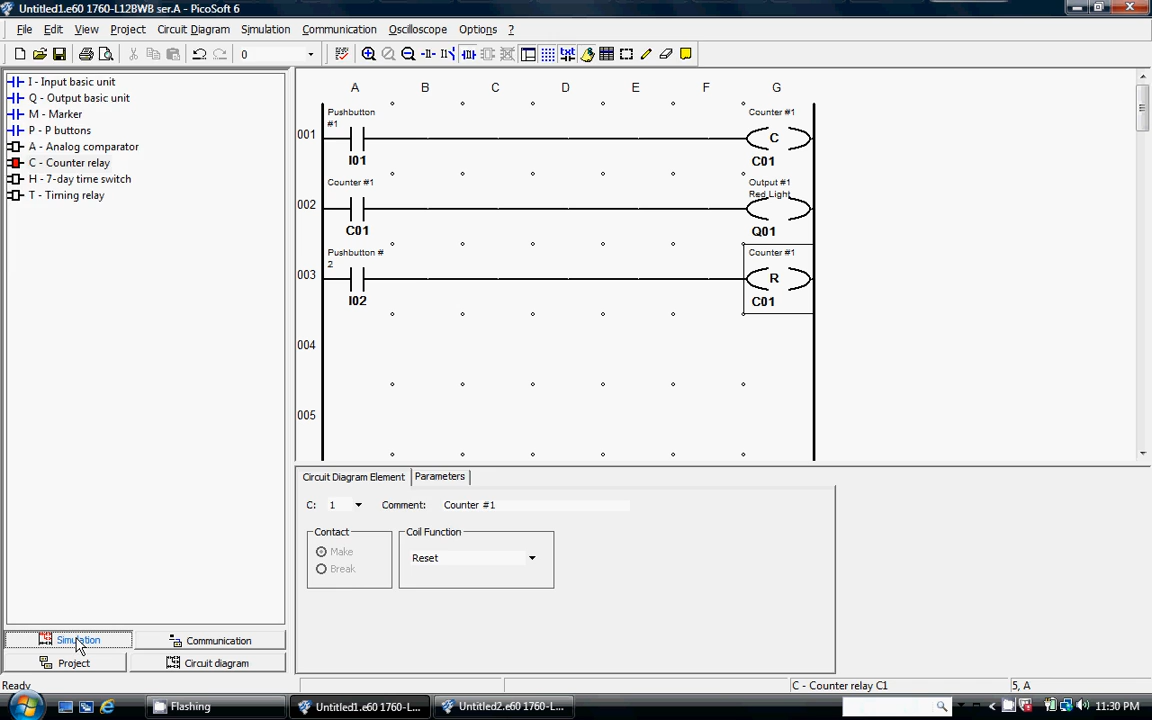 Untitled1.e60 1760-L12BWB ser.A - PicoSoft 6
File Edit View Project Circuit Diagram Simulation Communication Oscilloscope Options ?
0
I - Input basic unit
Q - Output basic unit
M - Marker
P - P buttons
A - Analog comparator
C - Counter relay
H - 7-day time switch
T - Timing relay
A B C D E F G
Pushbutton #1
Counter #1
001
C
I01
C01
Counter #1
Output #1
Red Light
002
C01
Q01
Pushbutton # 2
Counter #1
003
R
I02
C01
004
005
Circuit Diagram Element Parameters
C: 1 Comment: Counter #1
Contact
Coil Function
Make
Reset
Break
Simulation Communication
Project Circuit diagram
Ready
C - Counter relay C1
5, A
Flashing
Untitled1.e60 1760-L...
Untitled2.e60 1760-L...
11:30 PM